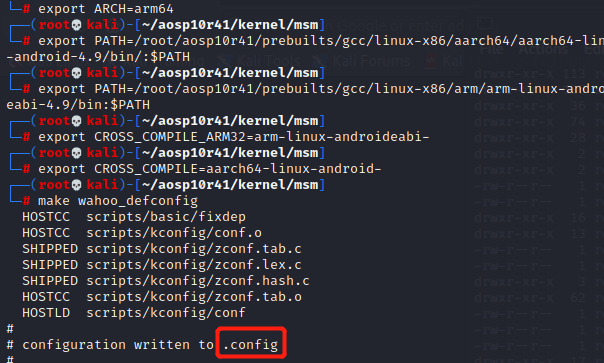 └─# export ARCH=arm64
┌──(root💀kali)-[~/aosp10r41/kernel/msm]
└─# export PATH=/root/aosp10r41/prebuilts/gcc/linux-x86/aarch64/aarch64-lin
-android-4.9/bin/:$PATH
┌──(root💀kali)-[~/aosp10r41/kernel/msm]
└─# export PATH=/root/aosp10r41/prebuilts/gcc/linux-x86/arm/arm-linux-andro
eabi-4.9/bin:$PATH
┌──(root💀kali)-[~/aosp10r41/kernel/msm]
└─# export CROSS_COMPILE_ARM32=arm-linux-androideabi-
┌──(root💀kali)-[~/aosp10r41/kernel/msm]
└─# export CROSS_COMPILE=aarch64-linux-android-
┌──(root💀kali)-[~/aosp10r41/kernel/msm]
└─# make wahoo_defconfig
HOSTCC  scripts/basic/fixdep
HOSTCC  scripts/kconfig/conf.o
SHIPPED scripts/kconfig/zconf.tab.c
SHIPPED scripts/kconfig/zconf.lex.c
SHIPPED scripts/kconfig/zconf.hash.c
HOSTCC  scripts/kconfig/zconf.tab.o
HOSTLD  scripts/kconfig/conf
#
# configuration written to .config
#